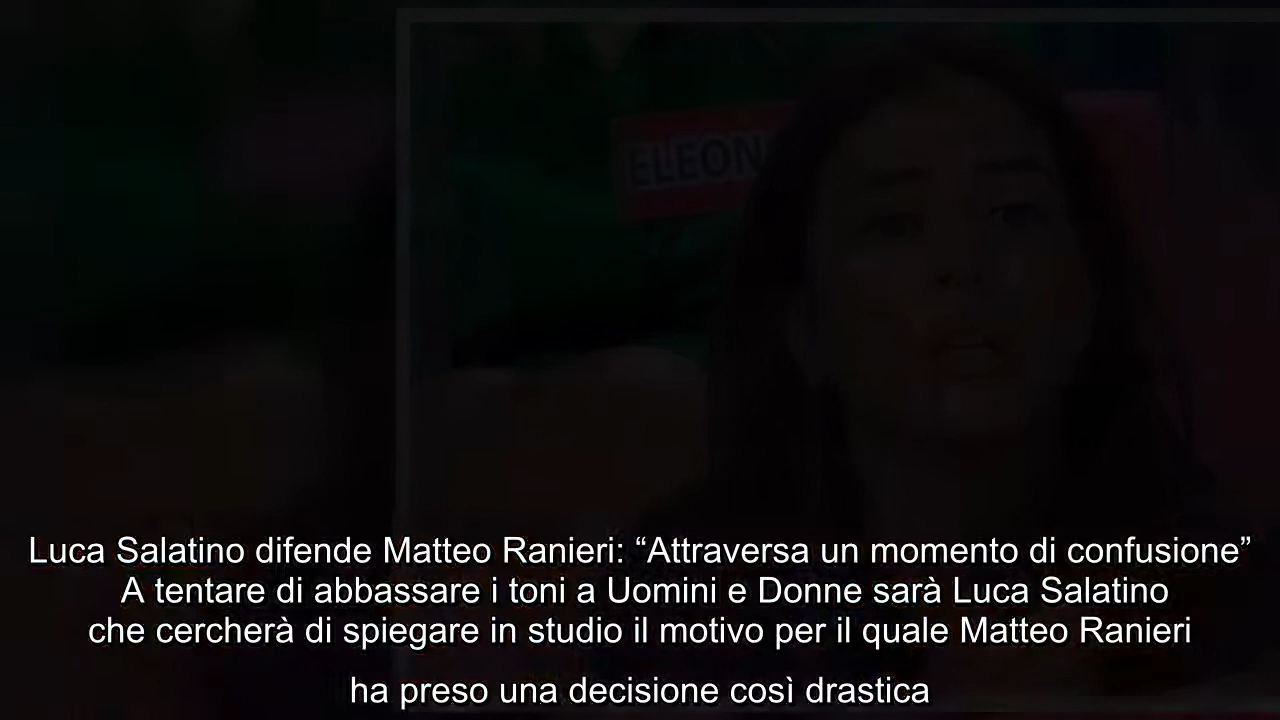 ELEON
Luca Salatino difende Matteo Ranieri: “Attraversa un momento di confusione”
A tentare di abbassare i toni a Uomini e Donne sarà Luca Salatino
che cercherà di spiegare in studio il motivo per il quale Matteo Ranieri
ha preso una decisione così drastica